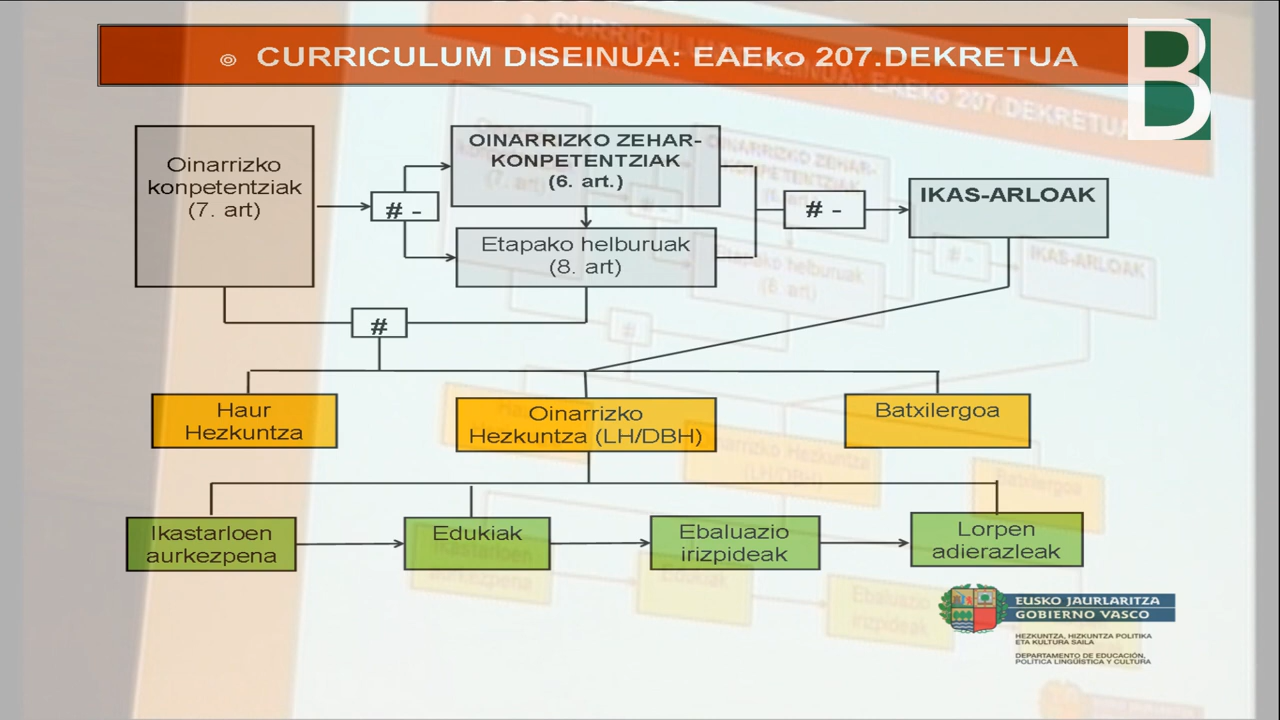 CURRICULUM DISEINUA: EAEko 207.DEKRETUA
B
Oinarrizko
konpetentziak
(7. art)
# -
OINARRIZKO ZEHAR-
KONPETENTZIAK
(6. art.)
Etapako helburuak
(8. art)
# -
IKAS-ARLOAK
#
Haur
Hezkuntza
Oinarrizko
Hezkuntza (LH/DBH)
Batxilergoa
Ikastarloen
aurkezpena
Edukiak
Ebaluazio
irizpideak
Lorpen
adierazleak
EUSKO JAURLARITZA
GOBIERNO VASCO
HEZKUNTZA, HIZKUNTZA POLITIKA
ETA KULTURA SAILA
DEPARTAMENTO DE EDUCACIÓN,
POLÍTICA LINGÜISTICA Y CULTURA